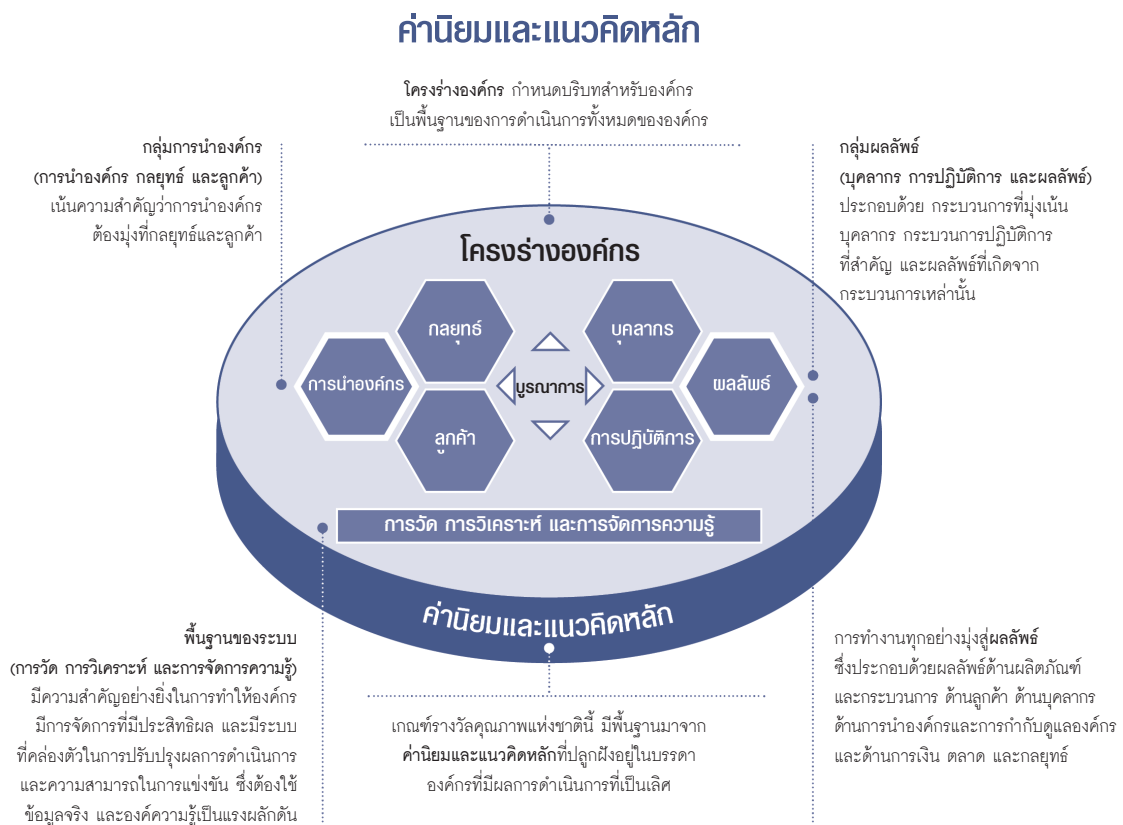 ค่านิยมและแนวคิดหลัก
โครงร่างองค์กร กำหนดบริบทสำหรับองค์กร
เป็นพื้นฐานของการดำเนินการทั้งหมดขององค์กร
กลุ่มการนำองค์กร
(การนำองค์กร กลยุทธ์ และลูกค้า)
เน้นความสำคัญว่าการนำองค์กร
ต้องมุ่งที่กลยุทธ์และลูกค้า
กลุ่มผลลัพธ์
(บุคลากร การปฏิบัติการ และผลลัพธ์)
ประกอบด้วย กระบวนการที่มุ่งเน้น
บุคลากร กระบวนการปฏิบัติการ
ที่สำคัญ และผลลัพธ์ที่เกิดจาก
กระบวนการเหล่านั้น
โครงร่างองค์กร
กลยุทธ์
บุคลากร
การนำองค์กร
บูรณาการ
ผลลัพธ์
ลูกค้า
การปฏิบัติการ
การวัด การวิเคราะห์ และการจัดการความรู้
ค่านิยมและแนวคิดหลัก
พื้นฐานของระบบ
(การวัด การวิเคราะห์ และการจัดการความรู้)
มีความสำคัญอย่างยิ่งในการทำให้องค์กร
มีการจัดการที่มีประสิทธิผล และมีระบบ
ที่คล่องตัวในการปรับปรุงผลการดำเนินการ
และความสามารถในการแข่งขัน ซึ่งต้องใช้
ข้อมูลจริง และองค์ความรู้เป็นแรงผลักดัน
เกณฑ์รางวัลคุณภาพแห่งชาตินี้ มีพื้นฐานมาจาก
ค่านิยมและแนวคิดหลักที่ปลูกฝังอยู่ในบรรดา
องค์กรที่มีผลการดำเนินการที่เป็นเลิศ
การทำงานทุกอย่างมุ่งสู่ผลลัพธ์
ซึ่งประกอบด้วยผลลัพธ์ด้านผลิตภัณฑ์
และกระบวนการ ด้านลูกค้า ด้านบุคลากร
ด้านการนำองค์กรและการกำกับดูแลองค์กร
และด้านการเงิน ตลาด และกลยุทธ์